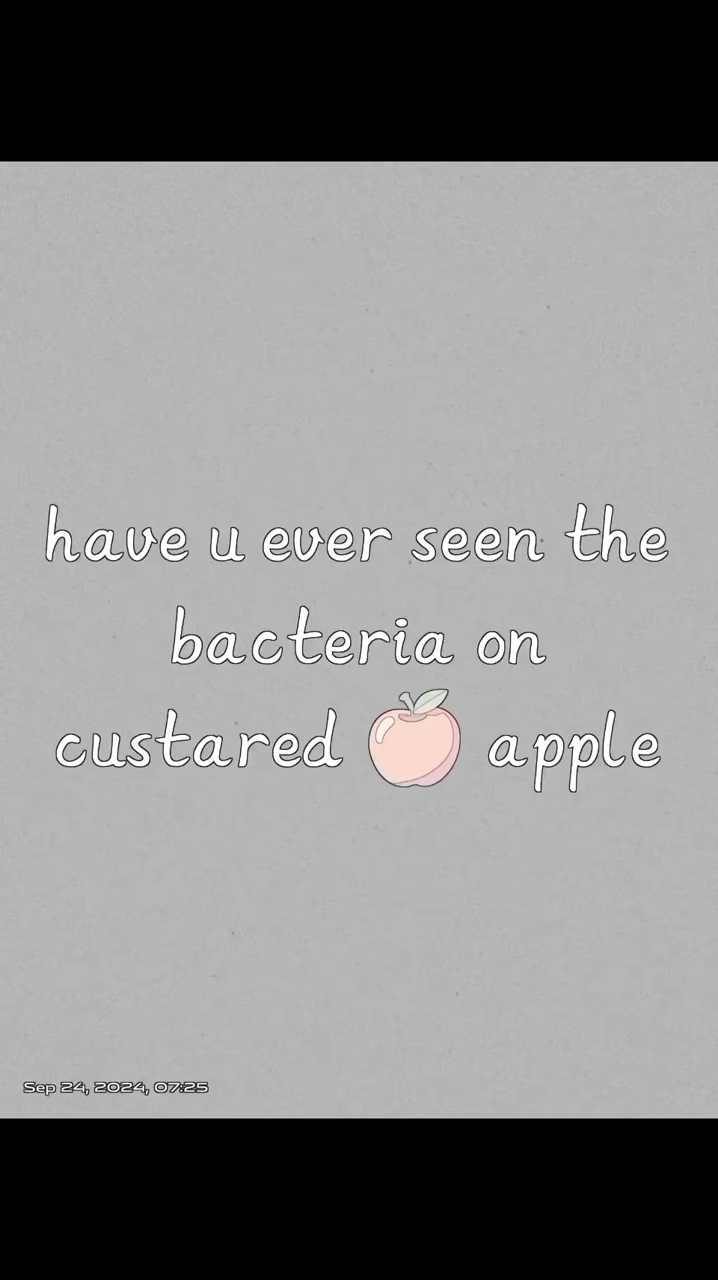 have u ever seen the
bacteria on
custared 🍎 apple
Sep 24, 2024, 07:25